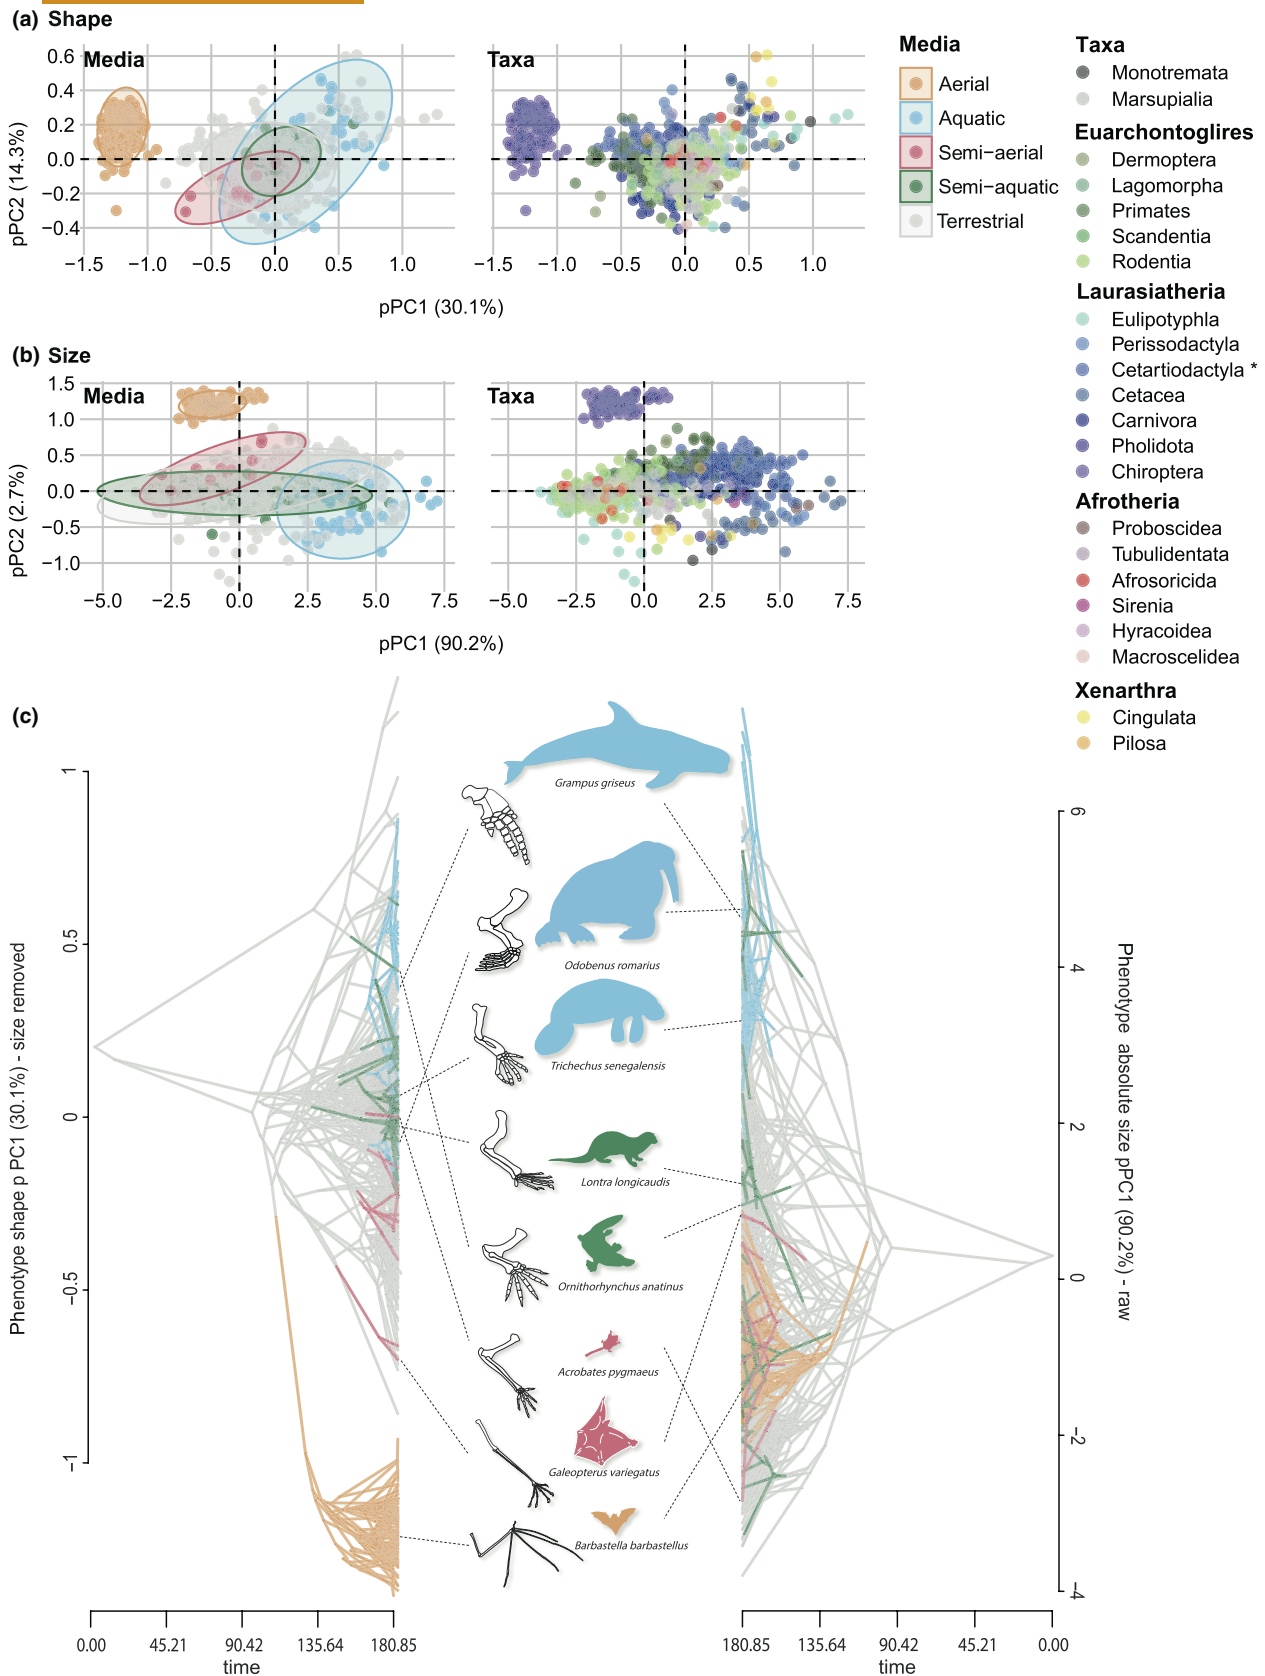 (a) Shape
Media
Taxa
pPC2 (14.3%)
0.6
0.4
0.2
0.0
−0.2
−0.4
−1.5 −1.0 −0.5 0.0 0.5 1.0
−1.5 −1.0 −0.5 0.0 0.5 1.0
pPC1 (30.1%)
Media
Aerial
Aquatic
Semi−aerial
Semi−aquatic
Terrestrial
Taxa
Monotremata
Marsupialia
Euarchontoglires
Dermoptera
Lagomorpha
Primates
Scandentia
Rodentia
Laurasiatheria
Eulipotyphla
Perissodactyla
Cetartiodactyla *
Cetacea
Carnivora
Pholidota
Chiroptera
Afrotheria
Proboscidea
Tubulidentata
Afrosoricida
Sirenia
Hyracoidea
Macroscelidea
Xenarthra
Cingulata
Pilosa
(b) Size
Media
Taxa
pPC2 (2.7%)
1.5
1.0
0.5
0.0
−0.5
−1.0
−5.0 −2.5 0.0 2.5 5.0 7.5
−5.0 −2.5 0.0 2.5 5.0 7.5
pPC1 (90.2%)
(c)
Phenotype shape p PC1 (30.1%) - size removed
1
0.5
0
−0.5
−1
Grampus griseus
Odobenus romarius
Trichechus senegalensis
Lontra longicaudis
Ornithorhynchus anatinus
Acrobates pygmaeus
Galeopterus variegatus
Barbastella barbastellus
6
4
2
0
−2
−4
Phenotype absolute size pPC1 (90.2%) - raw
0.00 45.21 90.42 135.64 180.85
time
180.85 135.64 90.42 45.21 0.00
time